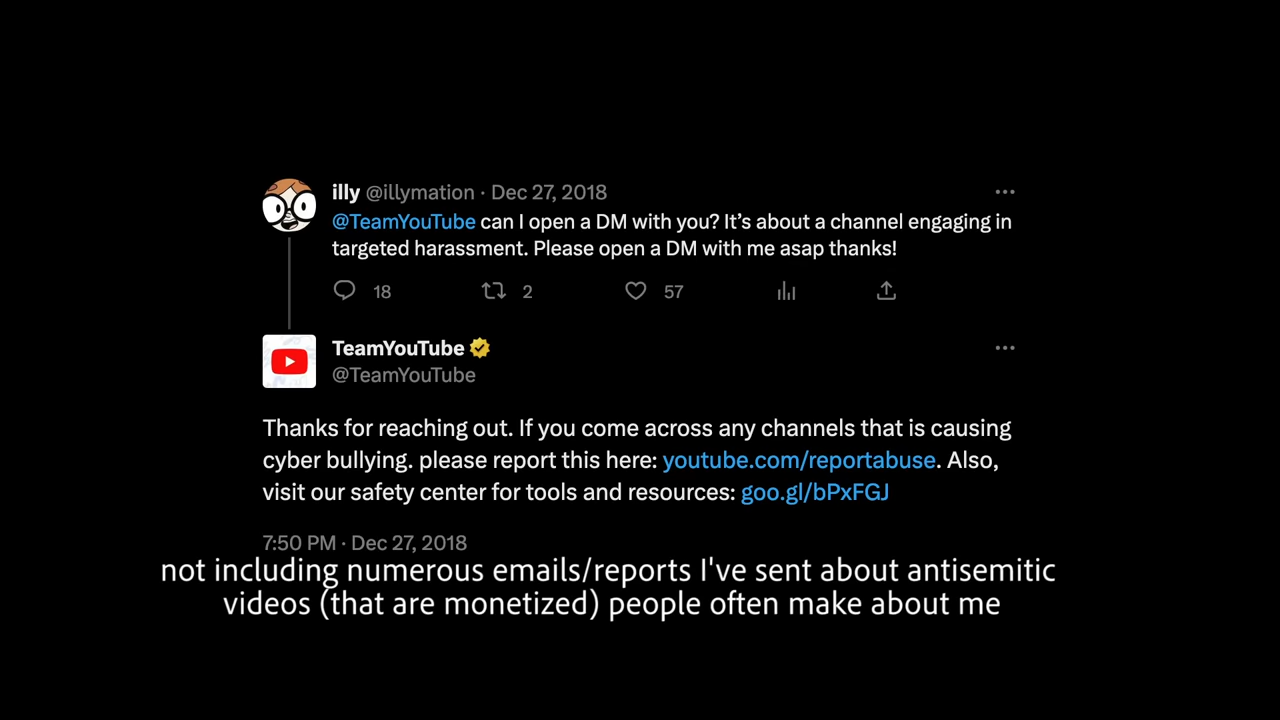 illy @illymation · Dec 27, 2018
@TeamYouTube can I open a DM with you? It’s about a channel engaging in
targeted harassment. Please open a DM with me asap thanks!
18 2 57
TeamYouTube
@TeamYouTube
Thanks for reaching out. If you come across any channels that is causing
cyber bullying. please report this here: youtube.com/reportabuse. Also,
visit our safety center for tools and resources: goo.gl/bPxFGJ
7:50 PM · Dec 27, 2018
not including numerous emails/reports I've sent about antisemitic
videos (that are monetized) people often make about me